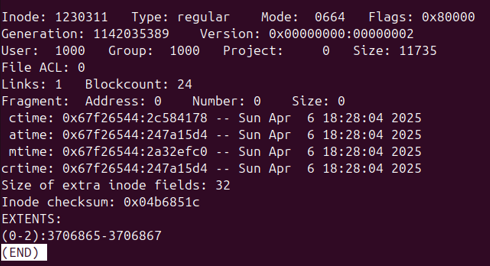 Inode: 1230311   Type: regular    Mode:  0664   Flags: 0x80000
Generation: 1142035389    Version: 0x00000000:00000002
User:  1000   Group:  1000   Project:     0   Size: 11735
File ACL: 0
Links: 1   Blockcount: 24
Fragment:  Address: 0    Number: 0    Size: 0
 ctime: 0x67f26544:2c584178 -- Sun Apr  6 18:28:04 2025
 atime: 0x67f26544:247a15d4 -- Sun Apr  6 18:28:04 2025
 mtime: 0x67f26544:2a32efc0 -- Sun Apr  6 18:28:04 2025
crtime: 0x67f26544:247a15d4 -- Sun Apr  6 18:28:04 2025
Size of extra inode fields: 32
Inode checksum: 0x04b6851c
EXTENTS:
(0-2):3706865-3706867
(END)